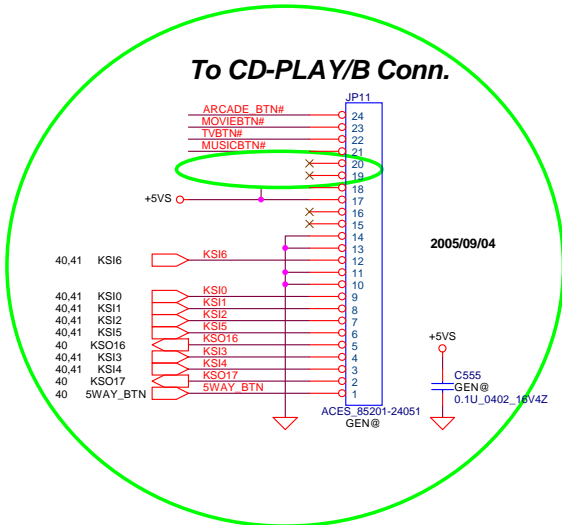 To CD-PLAY/B Conn.
JP11
ARCADE_BTN# 24
MOVIEBTN# 23
TVBTN# 22
MUSICBTN# 21
20
19
18
+5VS 17
16
15
14
13
40,41 KSI6 KSI6 12
11
10
40,41 KSI0 KSI0 9
40,41 KSI1 KSI1 8
40,41 KSI2 KSI2 7
40,41 KSI5 KSI5 6
40 KSO16 KSO16 5
40,41 KSI3 KSI3 4
40,41 KSI4 KSI4 3
40 KSO17 KSO17 2
40 5WAY_BTN 5WAY_BTN 1
ACES_85201-24051
GEN@
2005/09/04
+5VS
C555
GEN@
0.1U_0402_16V4Z